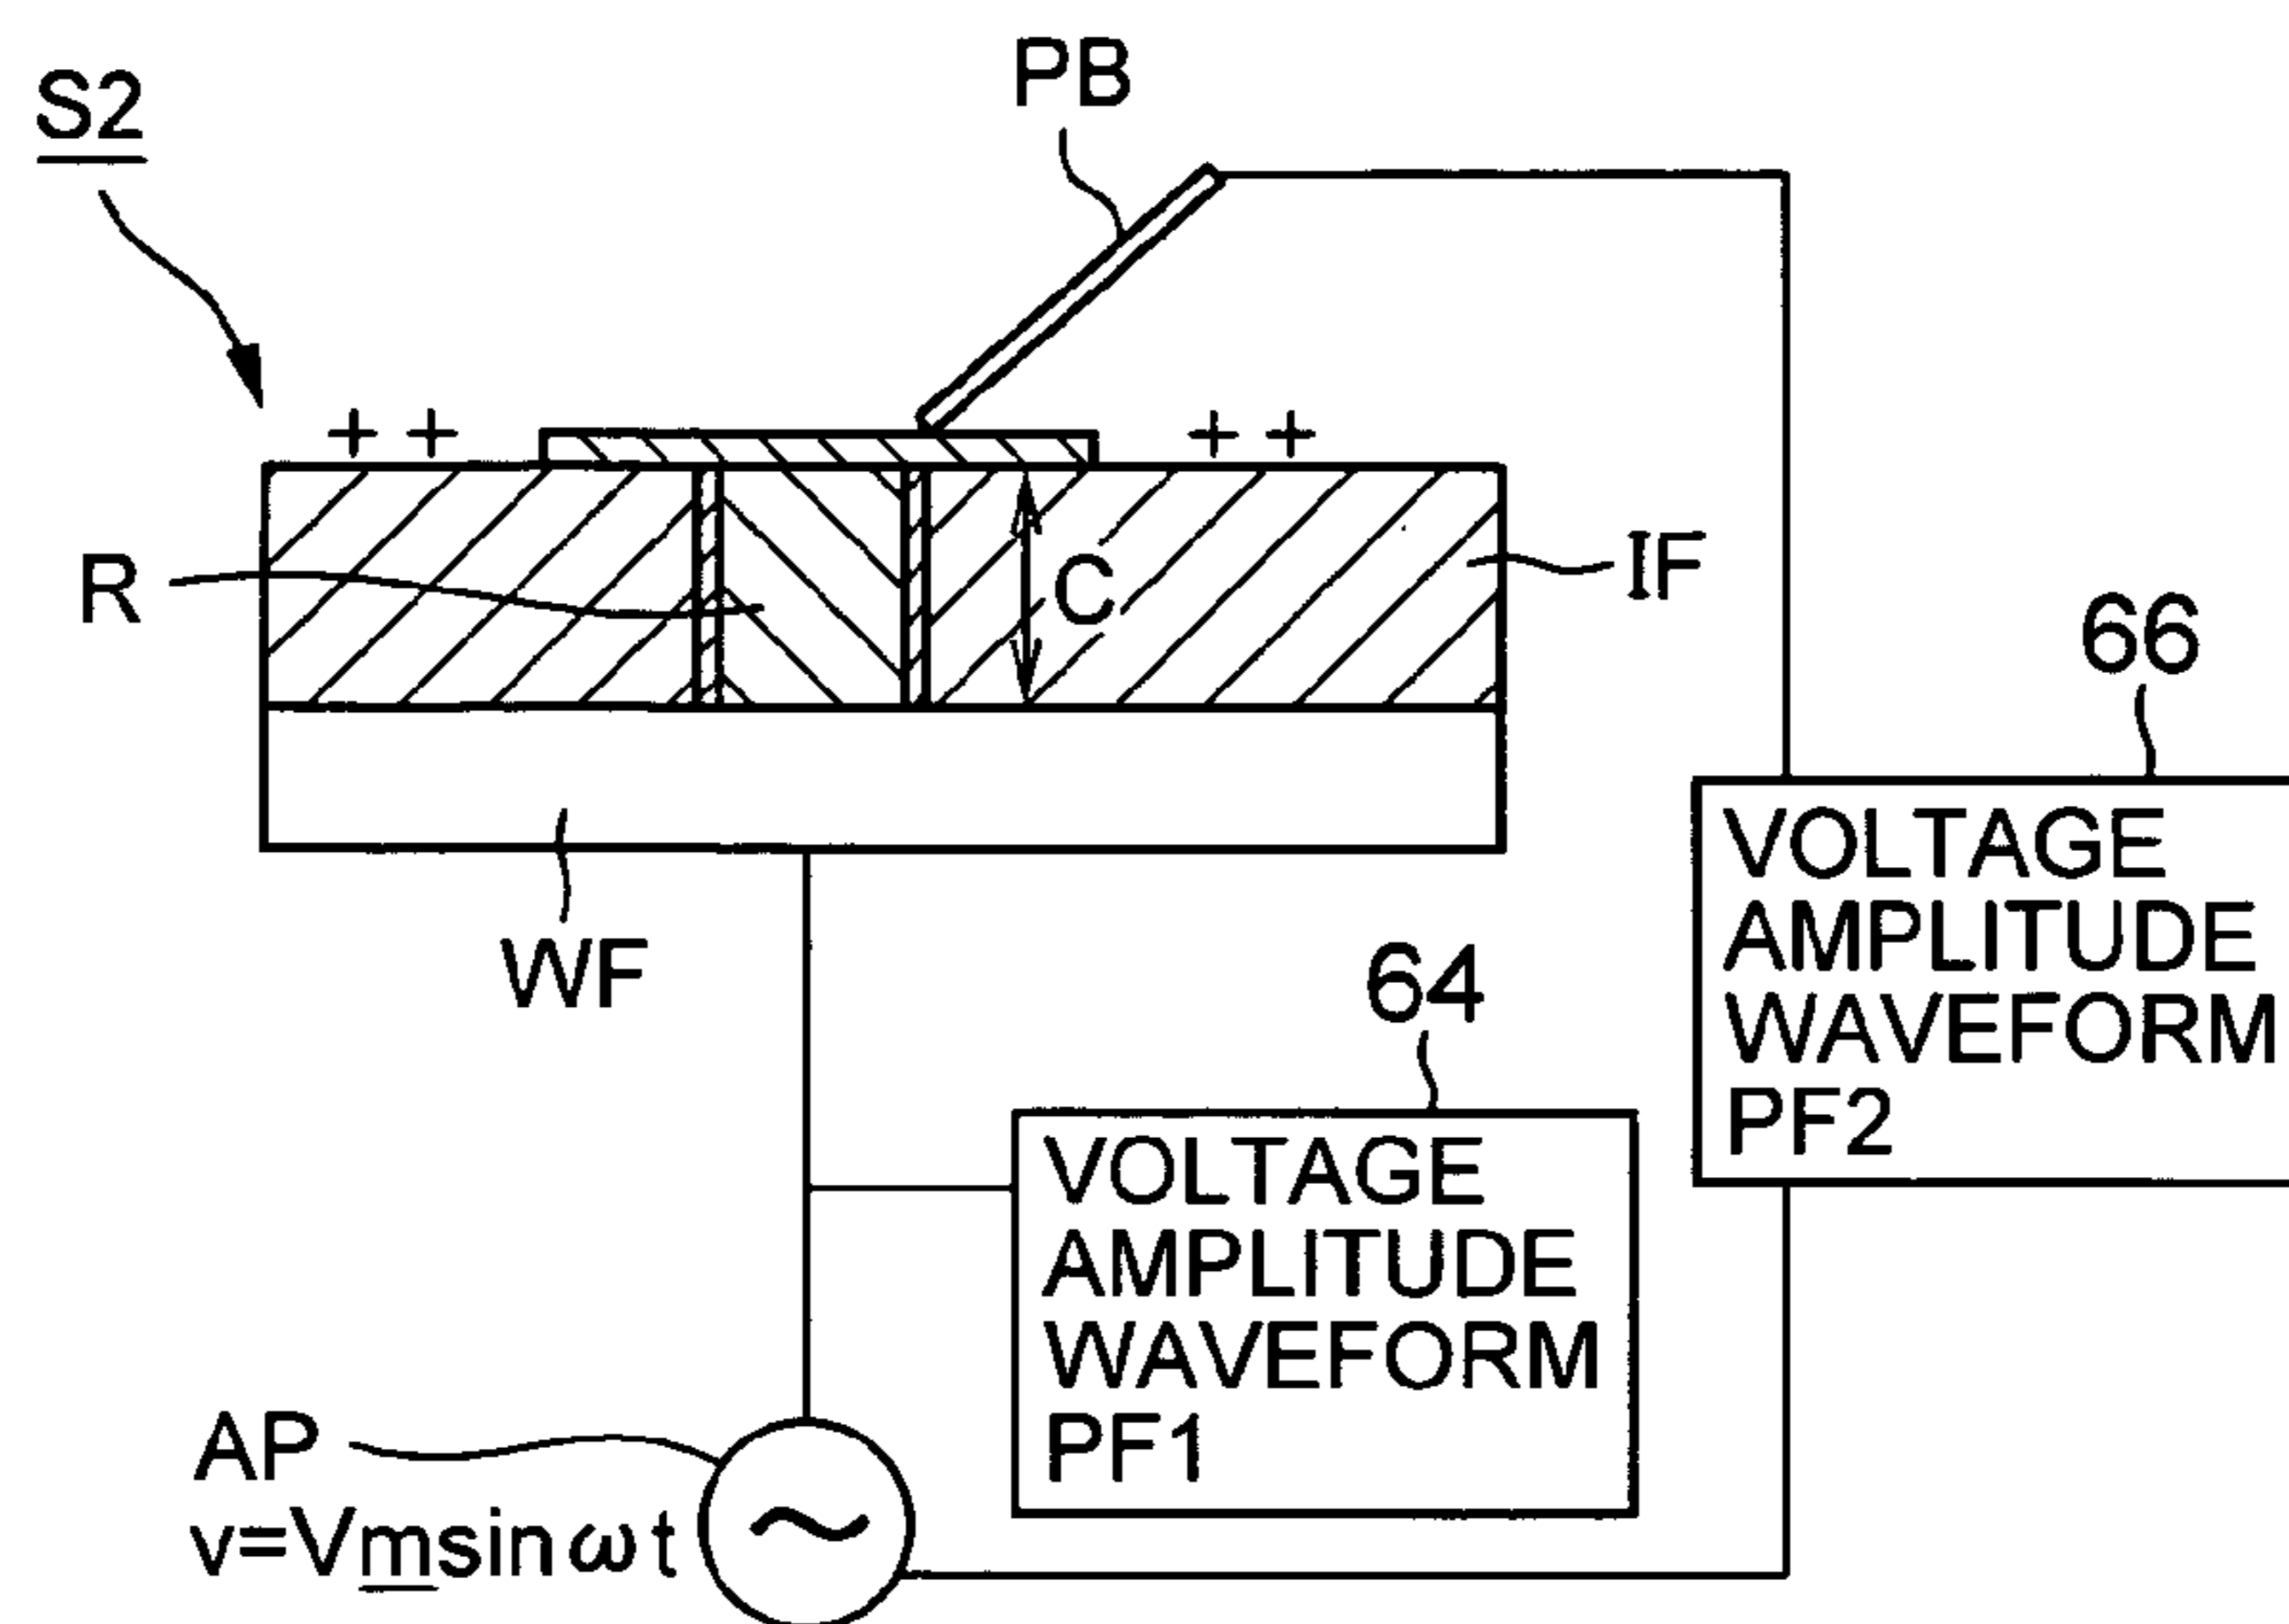 PB
S2
+ +
+ +
R
C
IF
66
VOLTAGE
AMPLITUDE
WAVEFORM
PF2
WF
64
VOLTAGE
AMPLITUDE
WAVEFORM
PF1
AP
v=Vmsinωt